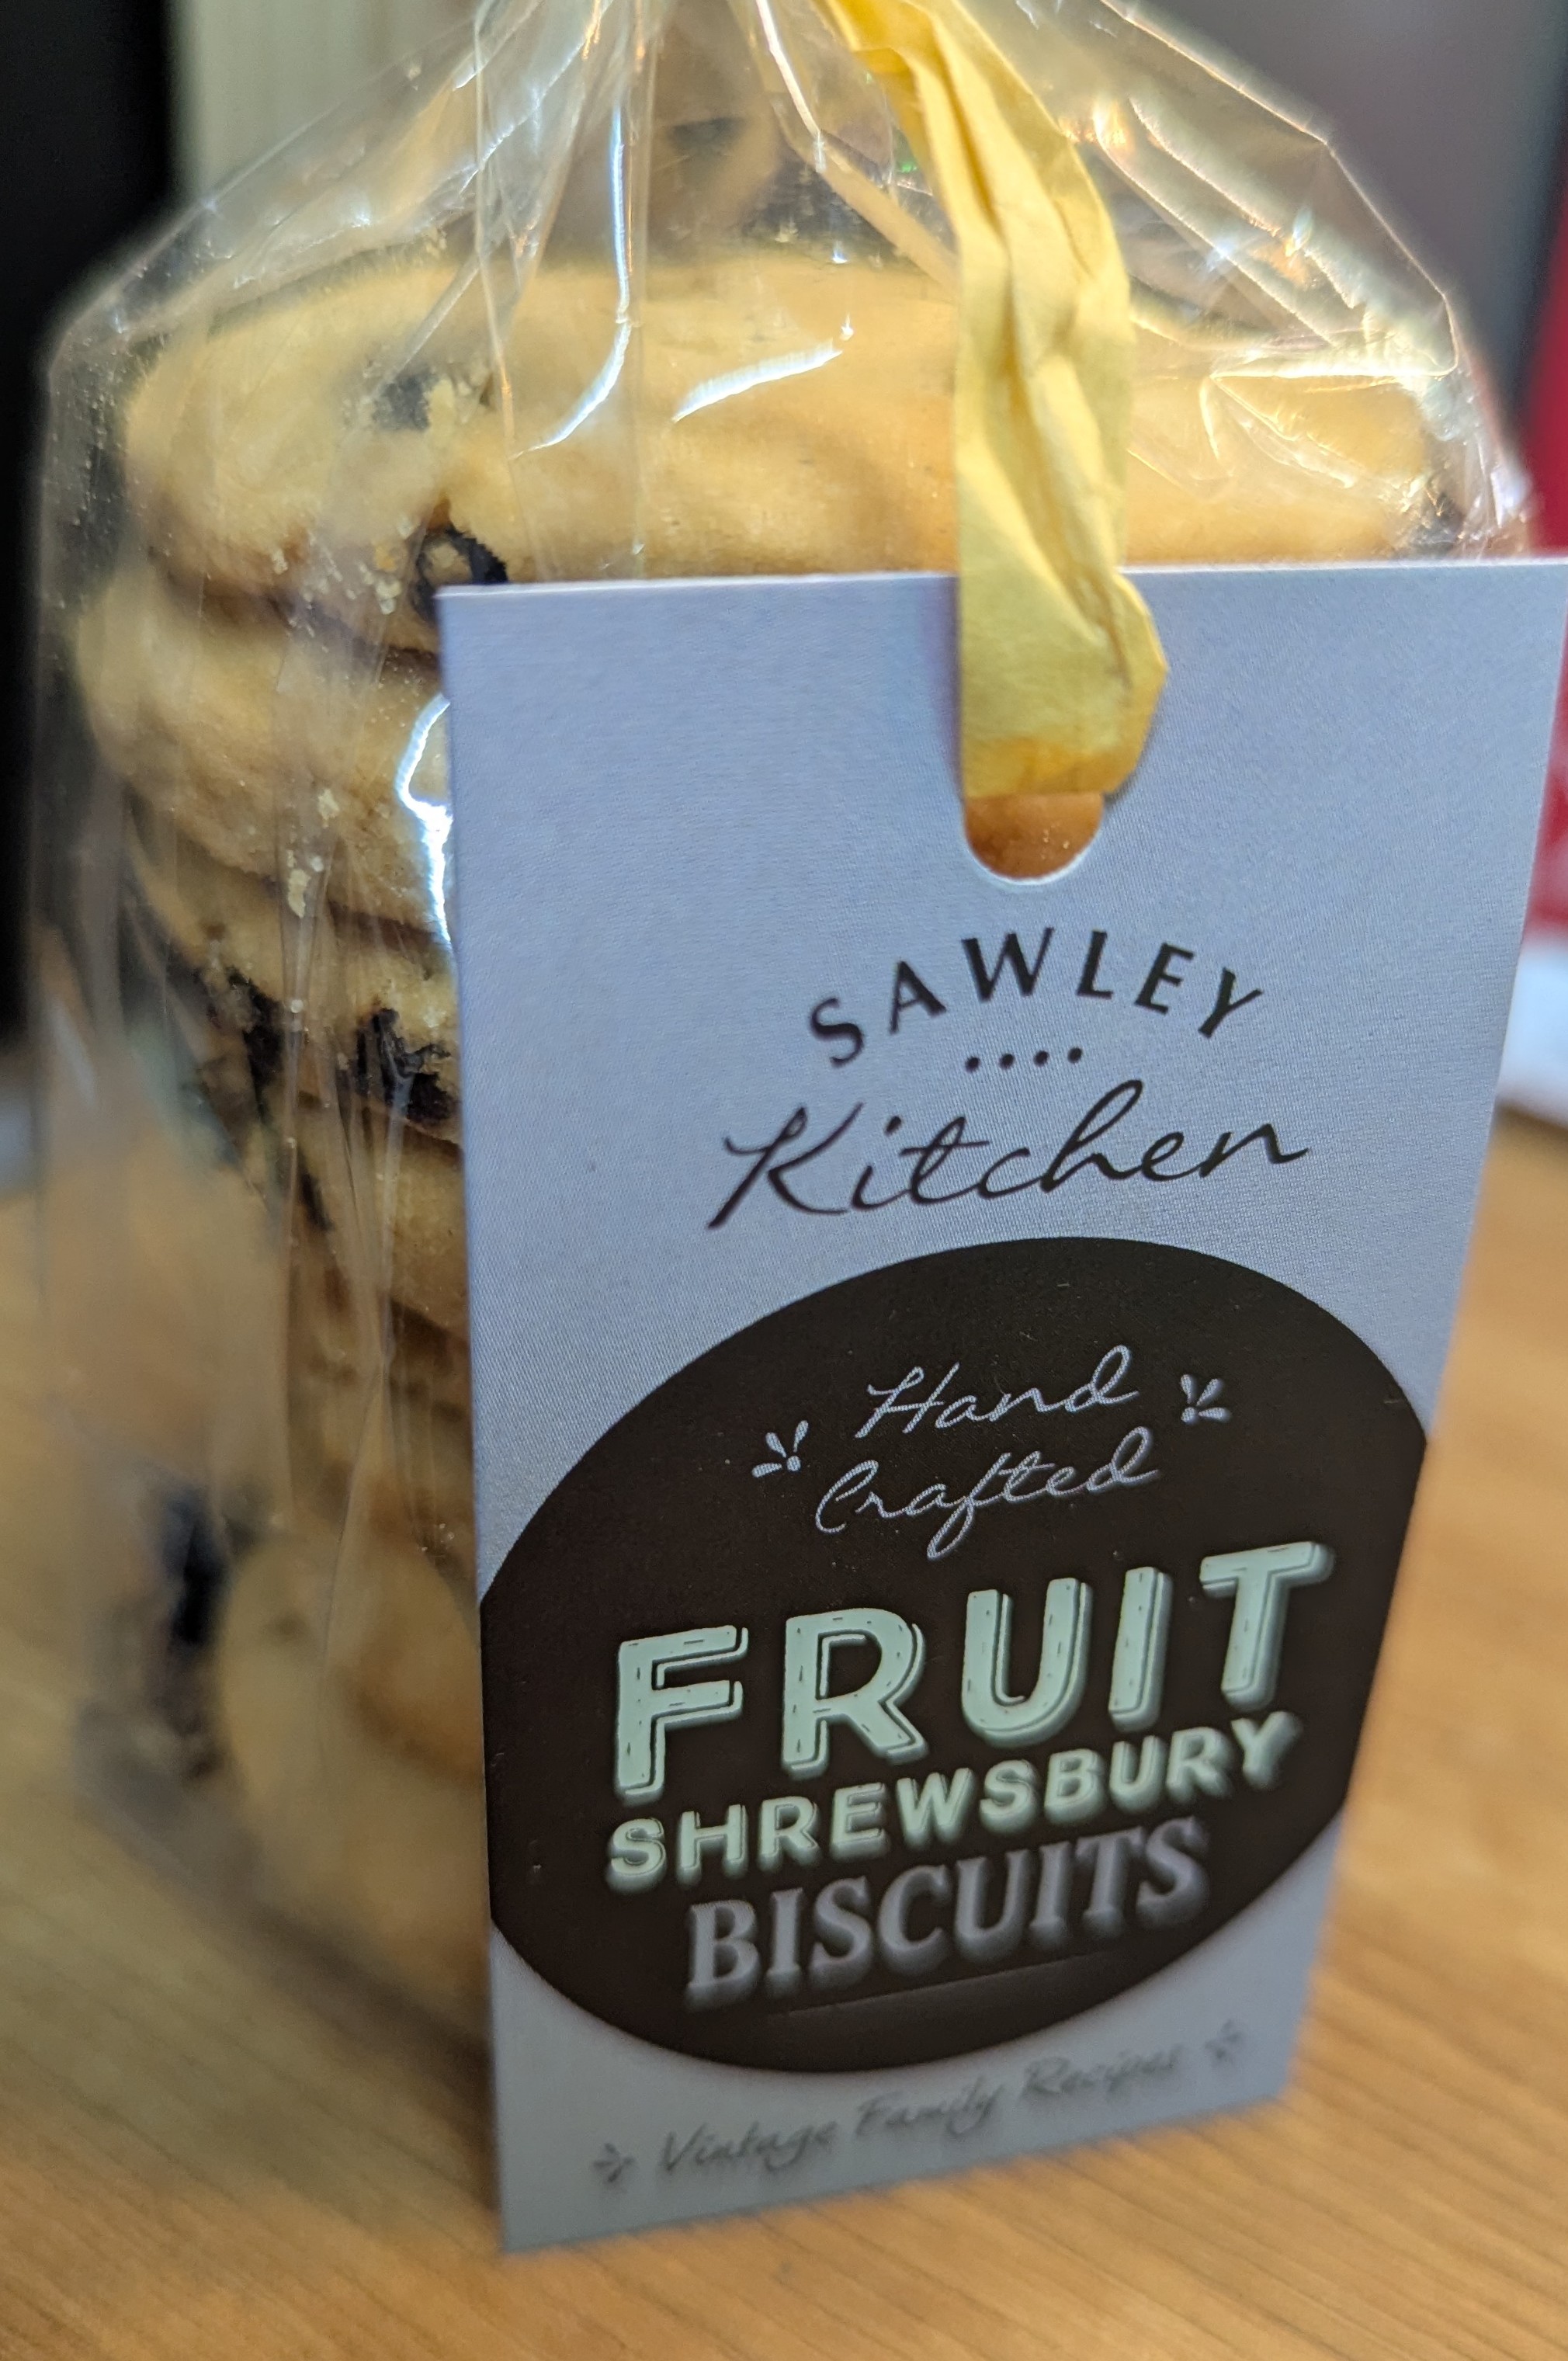 SAWLEY
Kitchen
Hand
Crafted
FRUIT
SHREWSBURY
BISCUITS
Vintage Family Recipes